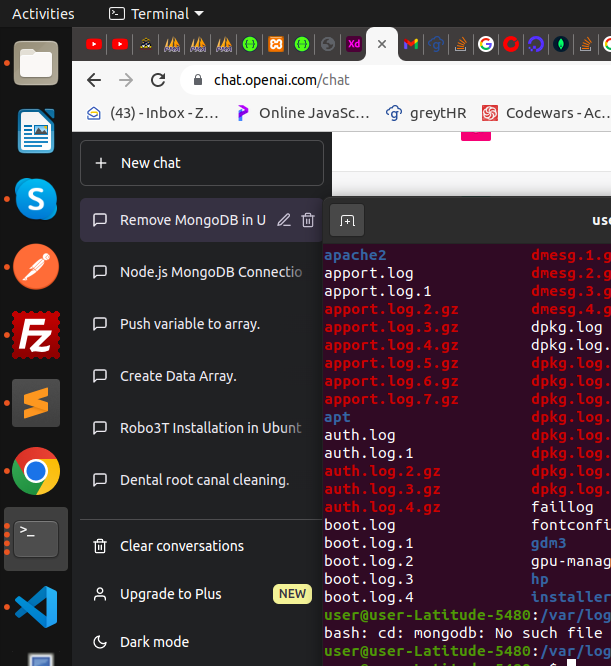 Activities
Terminal
Xd
chat.openai.com/chat
(43) - Inbox - Z...
Online JavaSc...
greytHR
Codewars - Ac...
New chat
Remove MongoDB in U
Node.js MongoDB Connectio
Push variable to array.
Create Data Array.
Robo3T Installation in Ubunt
Dental root canal cleaning.
Clear conversations
Upgrade to Plus
NEW
Dark mode
use
apache2 dmesg.1.g
apport.log dmesg.2.g
apport.log.1 dmesg.3.g
apport.log.2.gz dmesg.4.g
apport.log.3.gz dpkg.log
apport.log.4.gz dpkg.log.
apport.log.5.gz dpkg.log.
apport.log.6.gz dpkg.log.
apport.log.7.gz dpkg.log.
apt dpkg.log.
auth.log dpkg.log.
auth.log.1 dpkg.log.
auth.log.2.gz dpkg.log.
auth.log.3.gz dpkg.log.
auth.log.4.gz faillog
boot.log fontconfi
boot.log.1 gdm3
boot.log.2 gpu-manag
boot.log.3 hp
boot.log.4 installer
user@user-Latitude-5480:/var/log
bash: cd: mongodb: No such file
user@user-Latitude-5480:/var/log